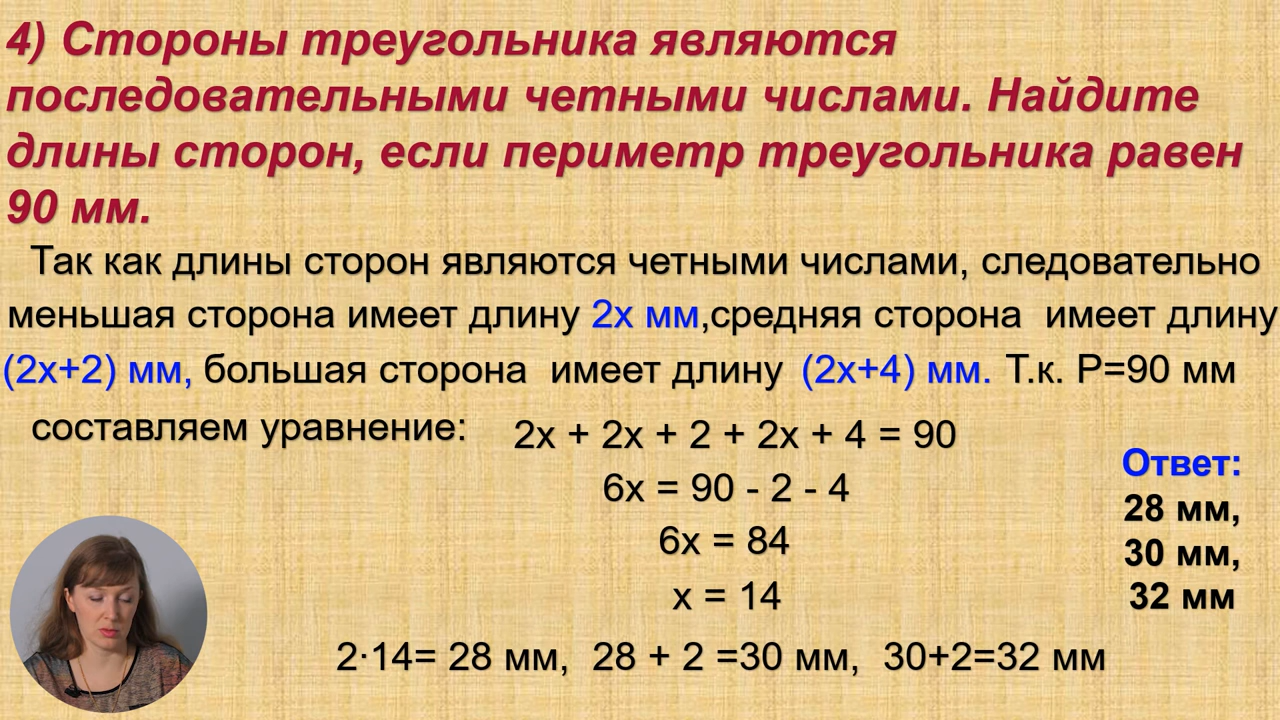 4) Стороны треугольника являются
последовательными четными числами. Найдите
длины сторон, если периметр треугольника равен
90 мм.
Так как длины сторон являются четными числами, следовательно
меньшая сторона имеет длину 2х мм,средняя сторона имеет длину
(2х+2) мм, большая сторона имеет длину (2х+4) мм. Т.к. Р=90 мм
составляем уравнение:
2х + 2х + 2 + 2х + 4 = 90
6х = 90 - 2 - 4
6х = 84
х = 14
2·14= 28 мм, 28 + 2 =30 мм, 30+2=32 мм
Ответ:
28 мм,
30 мм,
32 мм